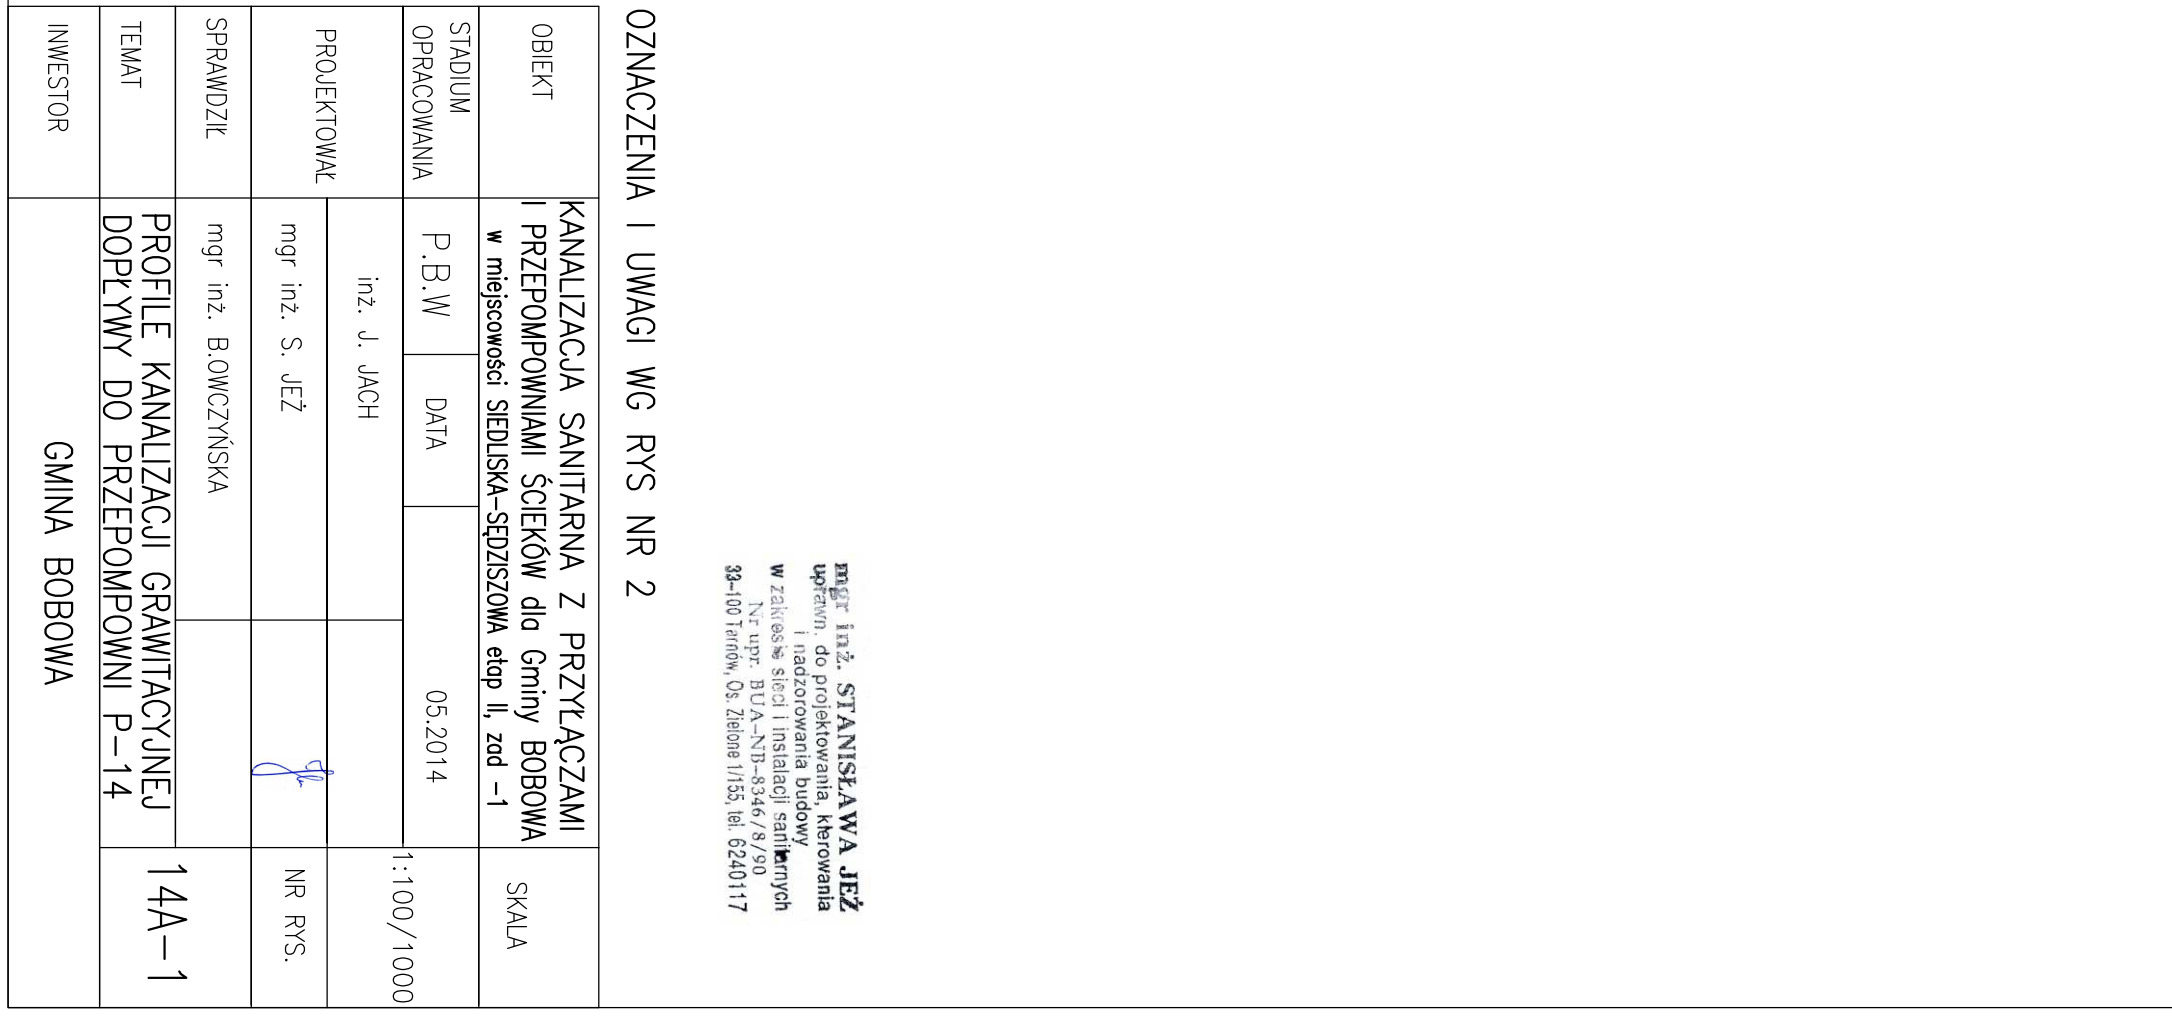 mgr inż. STANISŁAWA JEŻ
uprawn. do projektowania, kierowania
i nadzorowania budowy
w zakresie sieci i instalacji sanitarnych
Nr upr. BUA-NB-8346/8/90
33-100 Tarnów, Os. Zielone 1/155, tel. 6240117
OZNACZENIA I UWAGI WG RYS NR 2
OBIEKT
KANALIZACJA SANITARNA Z PRZYŁĄCZAMI
I PRZEPOMPOWNIAMI ŚCIEKÓW dla Gminy BOBOWA
w miejscowości SIEDLISKA-SĘDZISZOWA etap II, zad -1
SKALA
STADIUM
OPRACOWANIA
P.B.W
DATA
05.2014
1:100/1000
PROJEKTOWAŁ
inż. J. JACH
mgr inż. S. JEŻ
NR RYS.
SPRAWDZIŁ
mgr inż. B.OWCZYŃSKA
14A-1
TEMAT
PROFILE KANALIZACJI GRAWITACYJNEJ
DOPŁYWY DO PRZEPOMPOWNI P-14
INWESTOR
GMINA BOBOWA